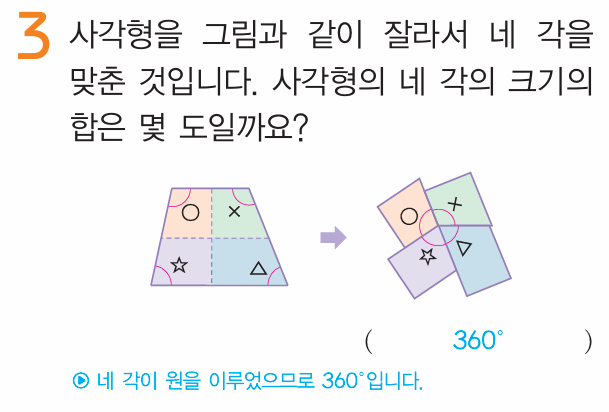 3 사각형을 그림과 같이 잘라서 네 각을
맞춘 것입니다. 사각형의 네 각의 크기의
합은 몇 도일까요?
( 360° )
네 각이 원을 이루었으므로 360°입니다.